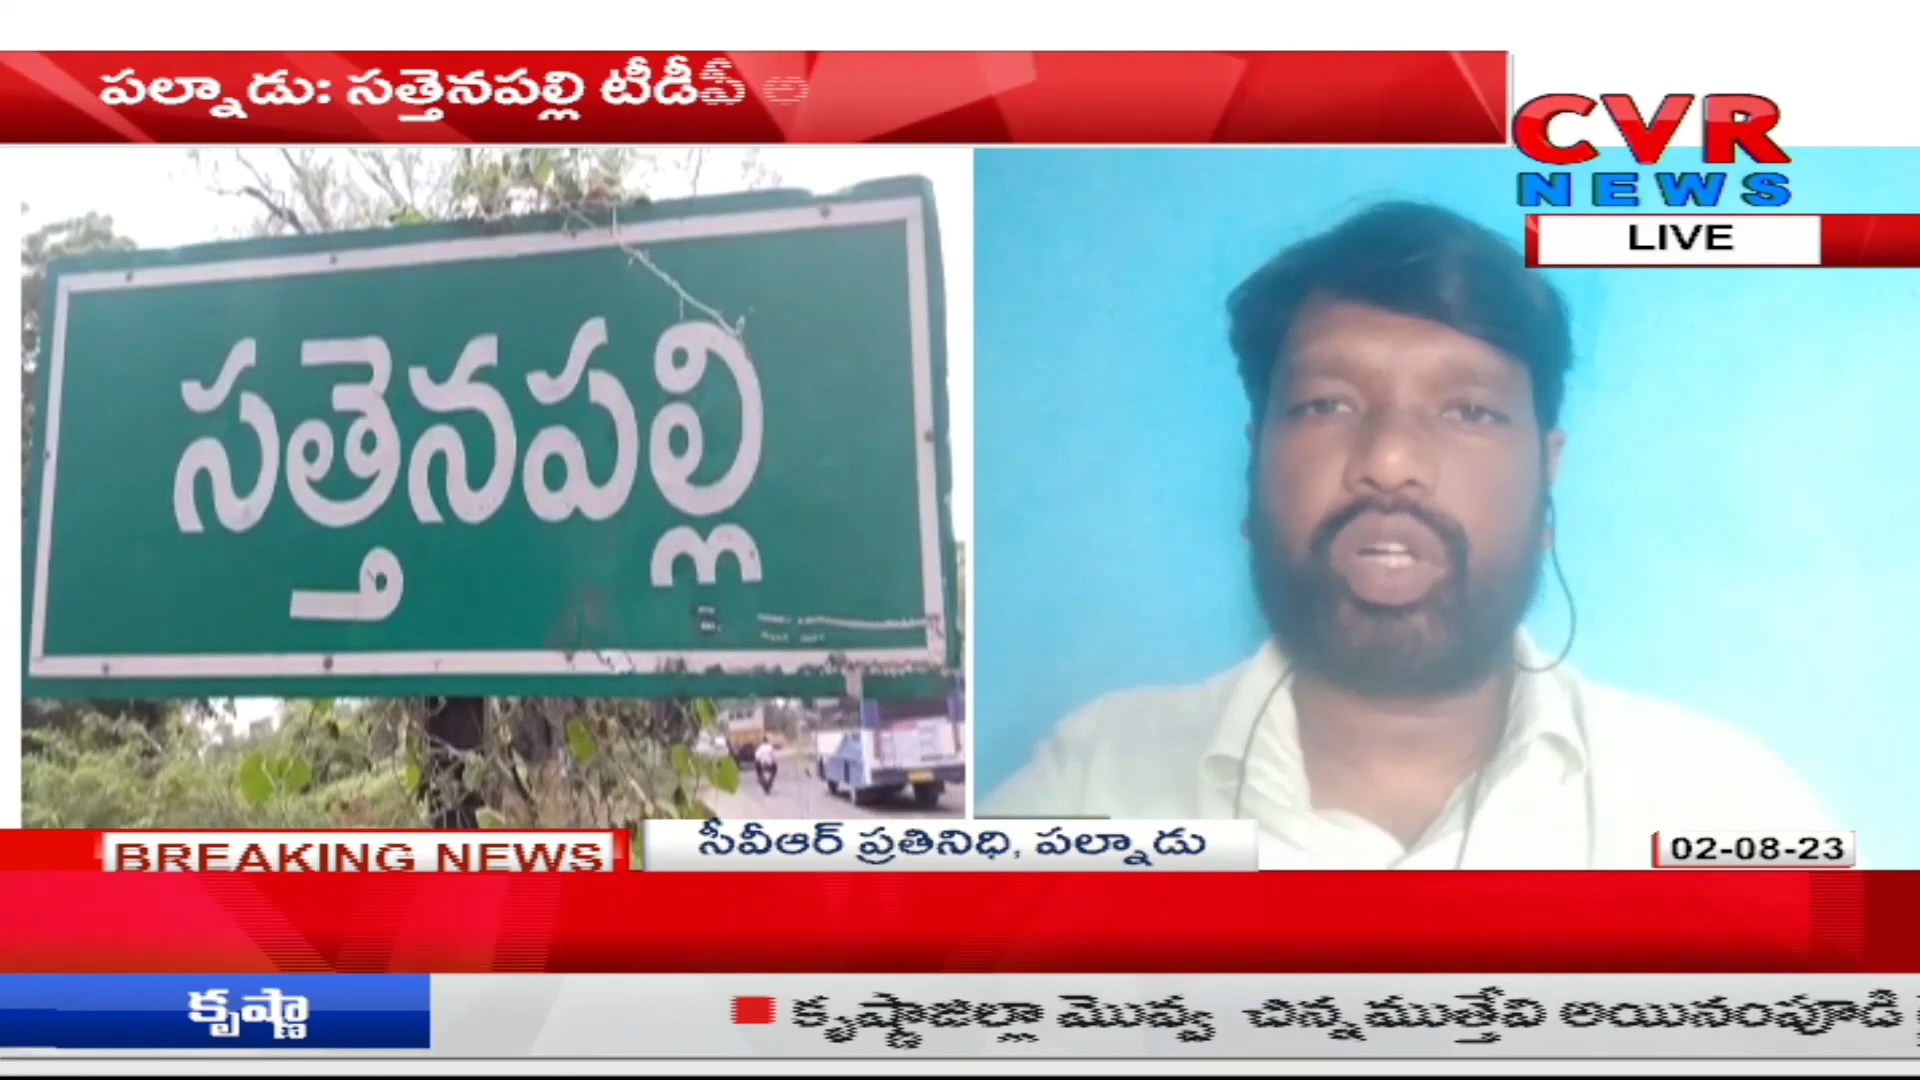 పల్నాడు: సత్తెనపల్లి టీడీపీ అ
CVR
NEWS
LIVE
సత్తెనపల్లి
BREAKING NEWS
సీవీఆర్ ప్రతినిధి, పల్నాడు
02-08-23
కృష్ణా
కృష్ణాజిల్లా మొవ్వ చిన్నముత్తేవి అయినంపూడి